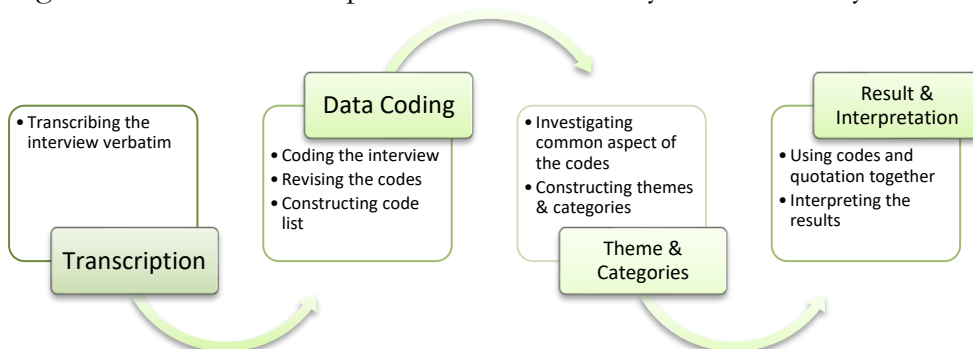 • Transcribing the
interview verbatim
Transcription
Data Coding
• Coding the interview
• Revising the codes
• Constructing code
list
• Investigating
common aspect of
the codes
• Constructing themes
& categories
Theme &
Categories
Result &
Interpretation
• Using codes and
quotation together
• Interpreting the
results